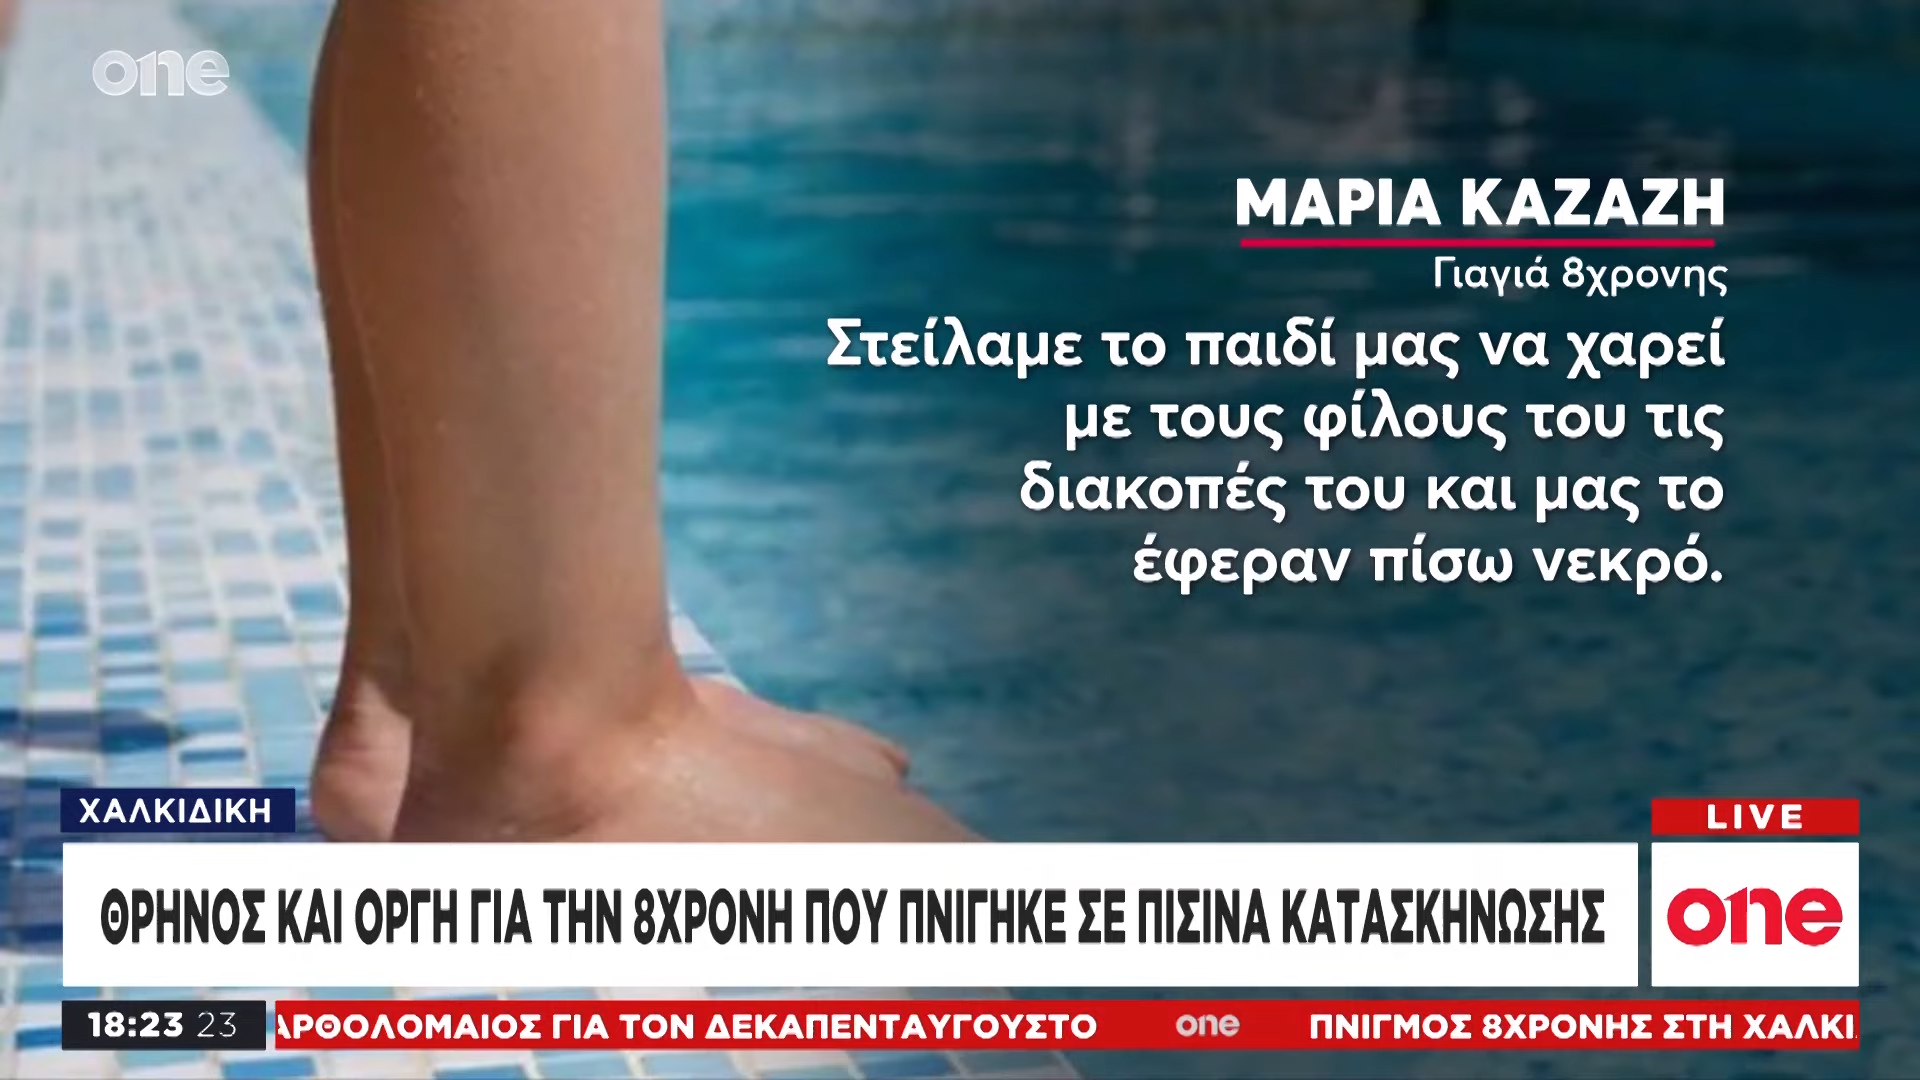 one
ΜΑΡΙΑ ΚΑΖΑΖΗ
Γιαγιά 8χρονης
Στείλαμε το παιδί μας να χαρεί
με τους φίλους του τις
διακοπές του και μας το
έφεραν πίσω νεκρό.
ΧΑΛΚΙΔΙΚΗ
LIVE
ΘΡΗΝΟΣ ΚΑΙ ΟΡΓΗ ΓΙΑ ΤΗΝ 8ΧΡΟΝΗ ΠΟΥ ΠΝΙΓΗΚΕ ΣΕ ΠΙΣΙΝΑ ΚΑΤΑΣΚΗΝΩΣΗΣ
one
18:23 23
ΑΡΘΟΛΟΜΑΙΟΣ ΓΙΑ ΤΟΝ ΔΕΚΑΠΕΝΤΑΥΓΟΥΣΤΟ one ΠΝΙΓΜΟΣ 8ΧΡΟΝΗΣ ΣΤΗ ΧΑΛΚΙ